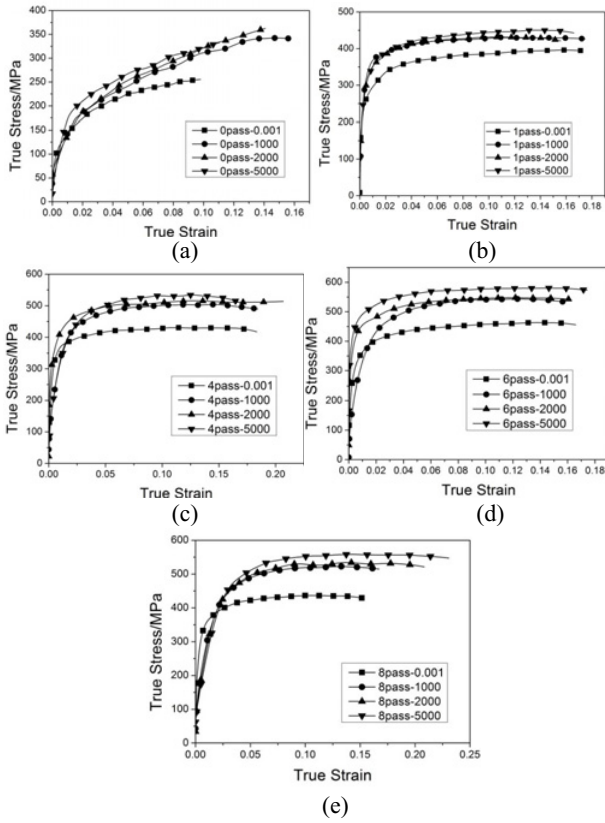 True Stress/MPa
400
350
300
250
200
150
100
50
0
0pass-0.001
0pass-1000
0pass-2000
0pass-5000
0.00 0.02 0.04 0.06 0.08 0.10 0.12 0.14 0.16
True Strain
(a)
True Stress/MPa
500
400
300
200
100
0
1pass-0.001
1pass-1000
1pass-2000
1pass-5000
0.00 0.02 0.04 0.06 0.08 0.10 0.12 0.14 0.16 0.18
True Strain
(b)
True Stress/MPa
600
500
400
300
200
100
0
4pass-0.001
4pass-1000
4pass-2000
4pass-5000
0.00 0.05 0.10 0.15 0.20
True Strain
(c)
True Stress/MPa
600
500
400
300
200
100
0
6pass-0.001
6pass-1000
6pass-2000
6pass-5000
0.00 0.02 0.04 0.06 0.08 0.10 0.12 0.14 0.16 0.18
True Strain
(d)
True Stress/MPa
600
500
400
300
200
100
0
8pass-0.001
8pass-1000
8pass-2000
8pass-5000
0.00 0.05 0.10 0.15 0.20 0.25
True Strain
(e)